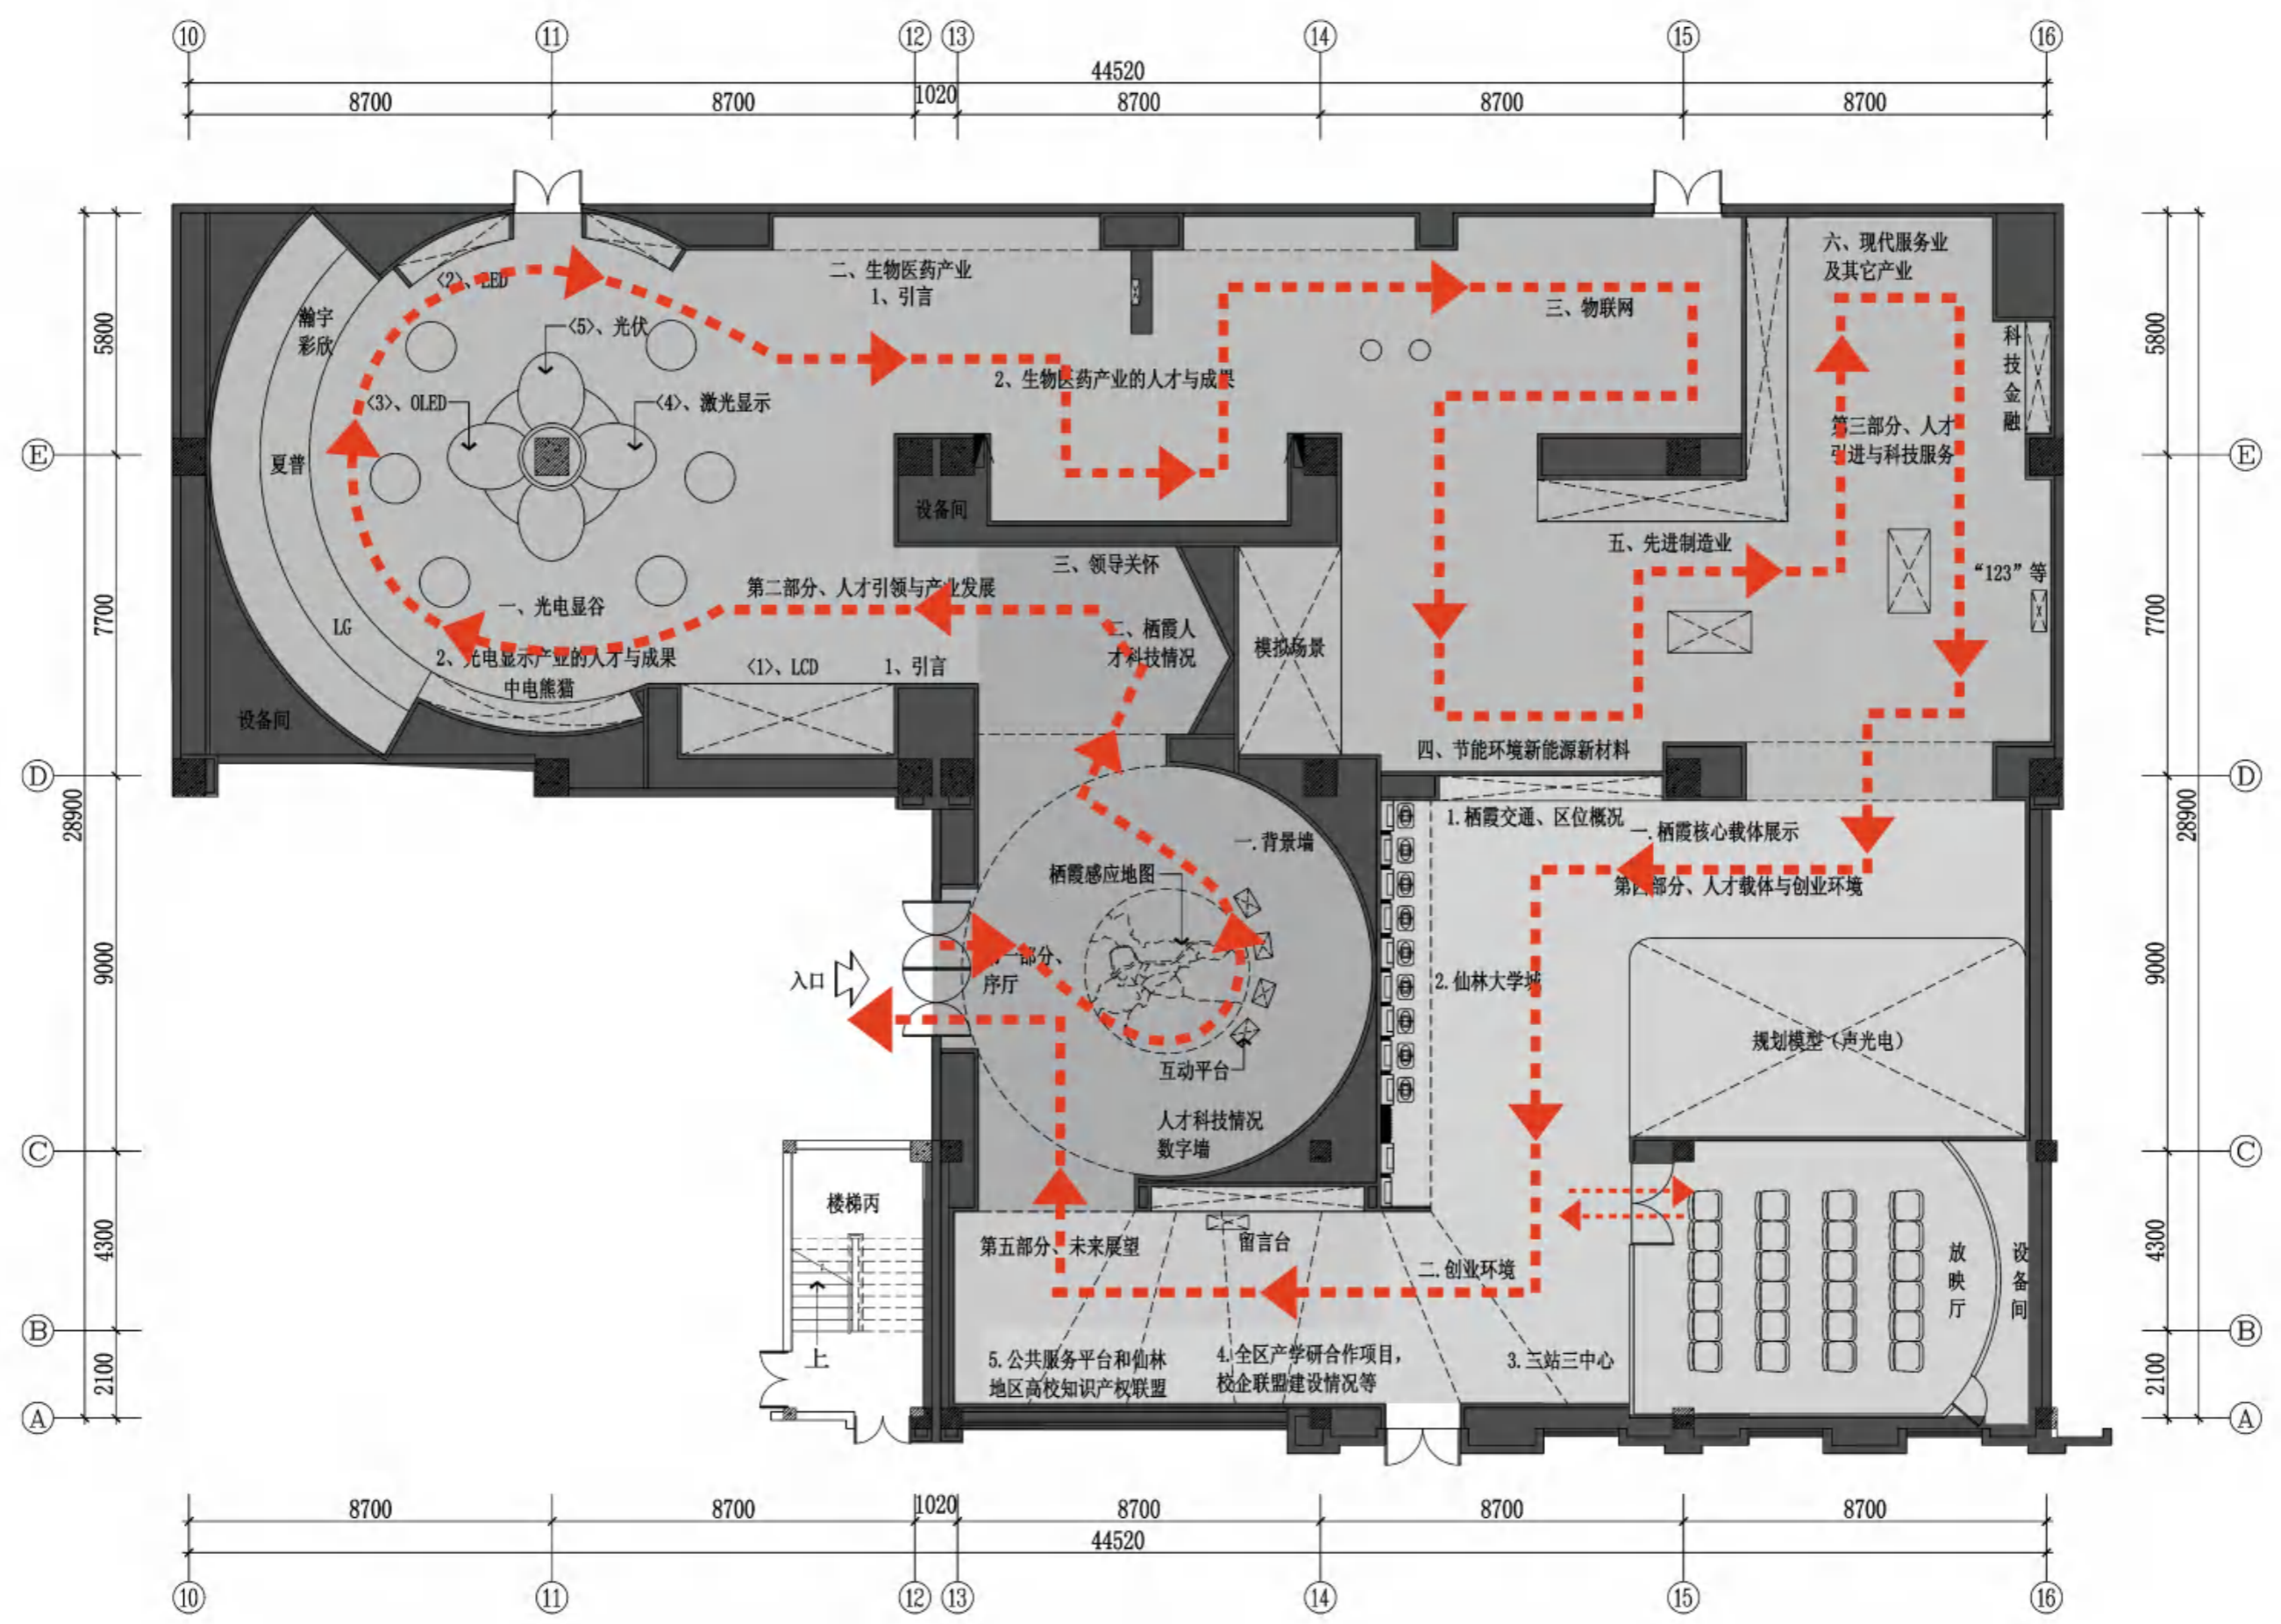 10 11 12 13 14 15 16
44520
8700 8700 1020 8700 8700 8700
六、现代服务业
及其它产业
〈2〉、LED
二、生物医药产业
1、引言
三、物联网
瀚宇
彩欣
〈5〉、光伏
科技金融
5800
5800
2、生物医药产业的人才与成果
〈3〉、OLED
〈4〉、激光显示
第三部分、人才
引进与科技服务
E
夏普
E
设备间
五、先进制造业
三、领导关怀
“123”等
第二部分、人才引领与产业发展
一、光电显谷
7700
7700
LG
二、栖霞人
才科技情况
模拟场景
2、光电显示产业的人才与成果
中电熊猫
〈1〉、LCD
1、引言
设备间
四、节能环境新能源新材料
D
D
28900
28900
1.栖霞交通、区位概况
一.栖霞核心载体展示
一.背景墙
栖霞感应地图
第四部分、人才载体与创业环境
9000
9000
第一部分、
序厅
入口
2.仙林大学城
规划模型（声光电）
互动平台
人才科技情况
数字墙
C
C
楼梯丙
4300
4300
第五部分、未来展望
留言台
二.创业环境
放映厅
设备间
B
B
上
5.公共服务平台和仙林
地区高校知识产权联盟
4.全区产学研合作项目，
校企联盟建设情况等
3.三站三中心
2100
2100
A
A
8700 8700 1020 8700 8700 8700
44520
10 11 12 13 14 15 16